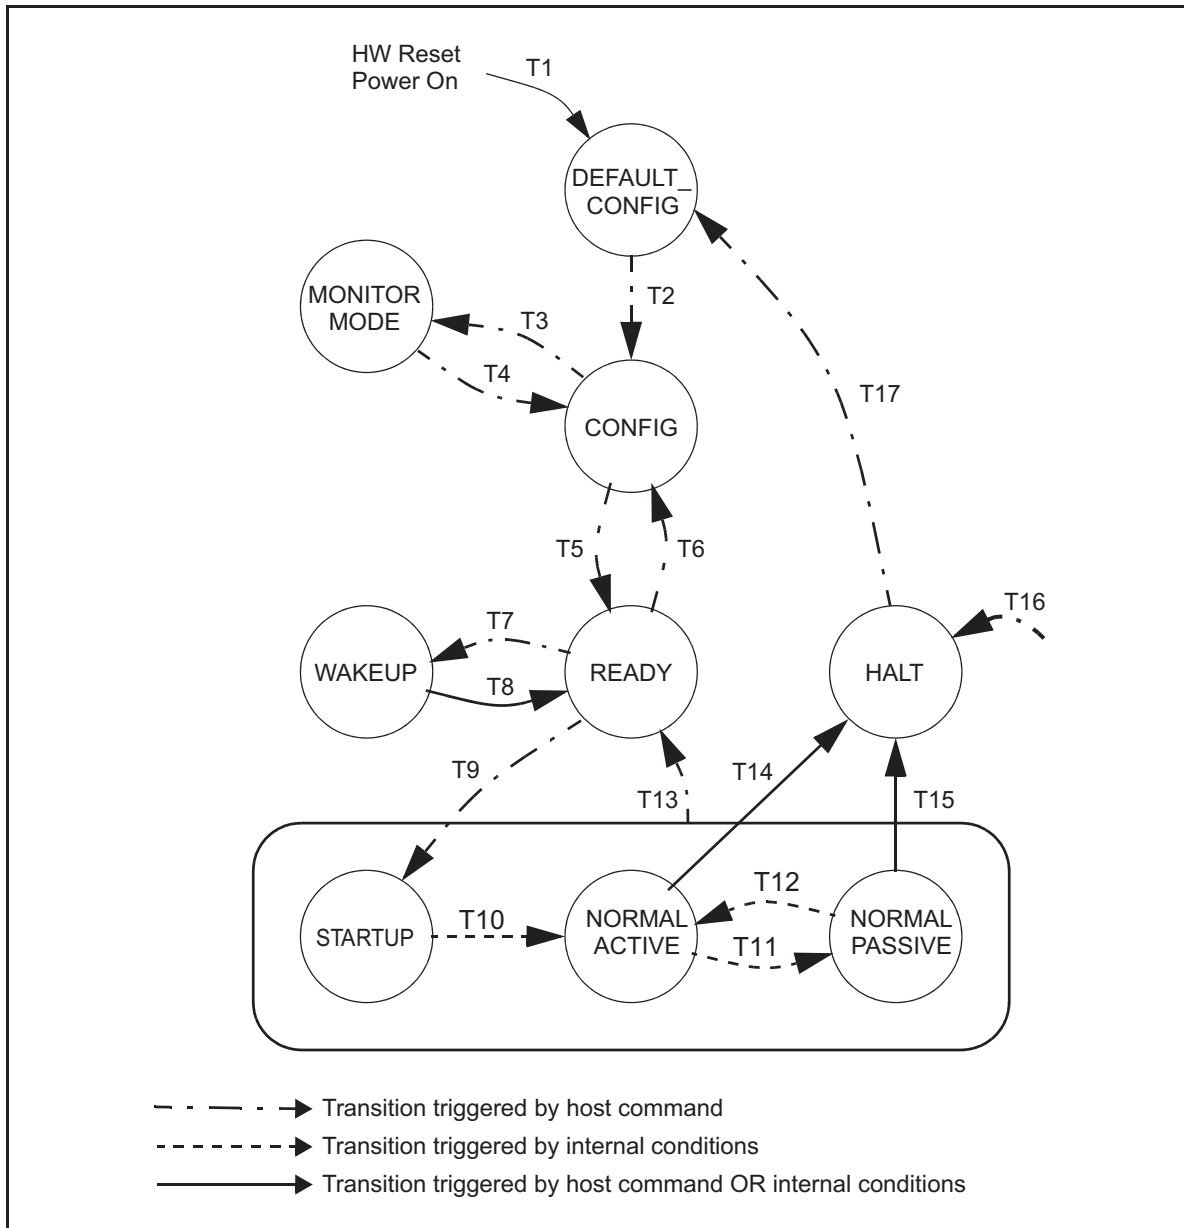 HW Reset
Power On
T1
DEFAULT_
CONFIG
T2
MONITOR
MODE
T3
T4
CONFIG
T17
T5
T6
T16
T7
WAKEUP
T8
READY
HALT
T9
T13
T14
T15
STARTUP
T10
NORMAL
ACTIVE
T12
T11
NORMAL
PASSIVE
Transition triggered by host command
Transition triggered by internal conditions
Transition triggered by host command OR internal conditions